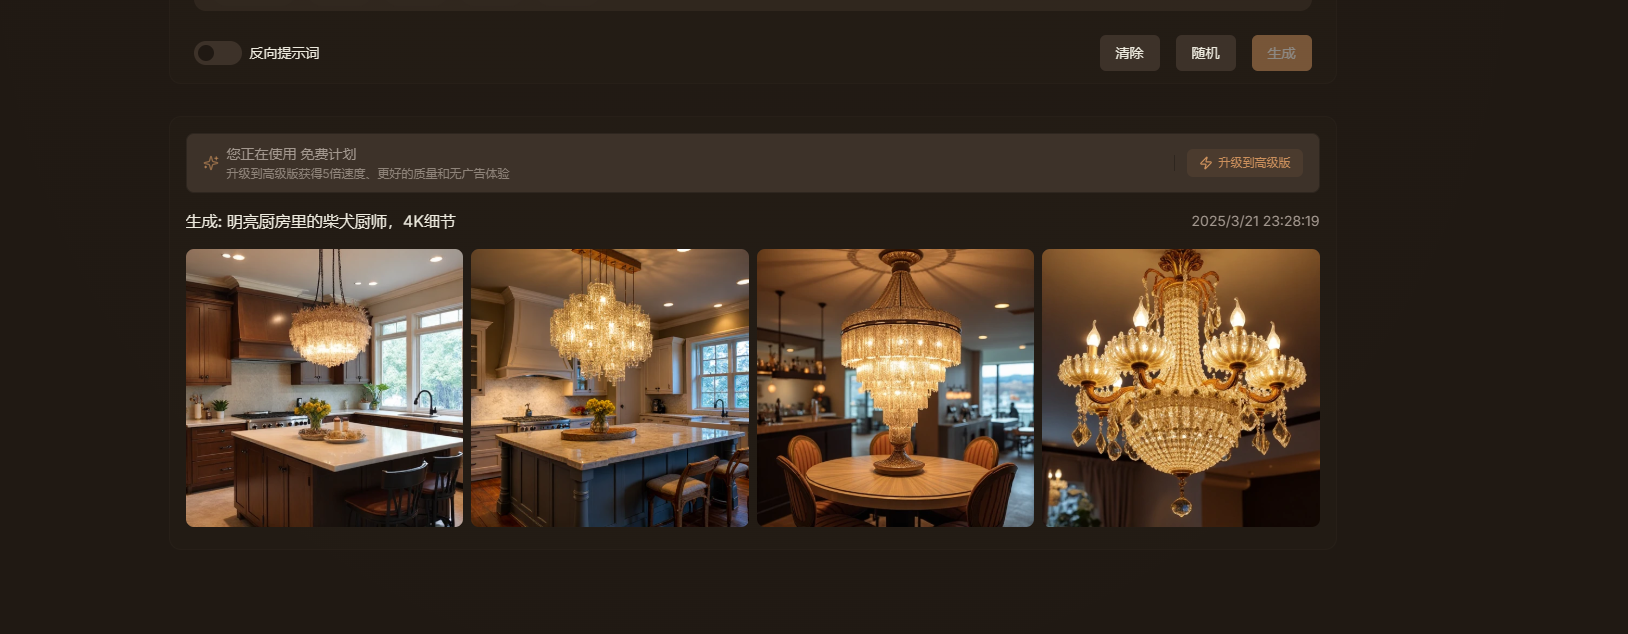 反向提示词
清除
随机
生成
您正在使用 免费计划
升级到高级版获得5倍速度、更好的质量和无广告体验
升级到高级版
生成: 明亮厨房里的柴犬厨师，4K细节
2025/3/21 23:28:19